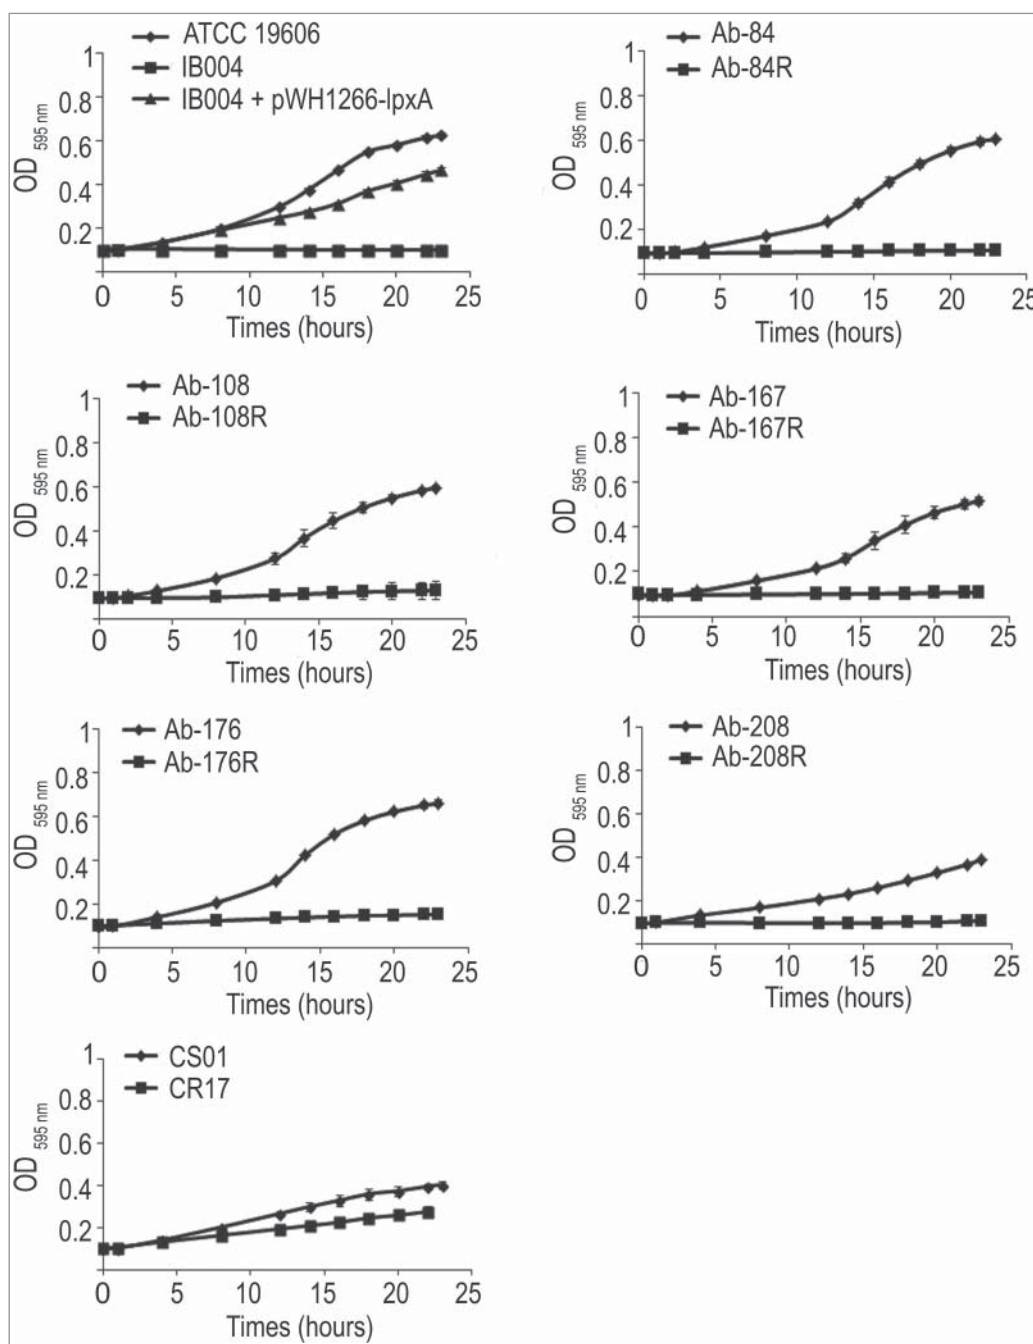 ATCC 19606
IB004
IB004 + pWH1266-lpxA
1
0.8
0.6
0.4
0.2
OD 595 nm
0 5 10 15 20 25
Times (hours)
Ab-84
Ab-84R
1
0.8
0.6
0.4
0.2
OD 595 nm
0 5 10 15 20 25
Times (hours)
Ab-108
Ab-108R
1
0.8
0.6
0.4
0.2
OD 595 nm
0 5 10 15 20 25
Times (hours)
Ab-167
Ab-167R
1
0.8
0.6
0.4
0.2
OD 595 nm
0 5 10 15 20 25
Times (hours)
Ab-176
Ab-176R
1
0.8
0.6
0.4
0.2
OD 595 nm
0 5 10 15 20 25
Times (hours)
Ab-208
Ab-208R
1
0.8
0.6
0.4
0.2
OD 595 nm
0 5 10 15 20 25
Times (hours)
CS01
CR17
1
0.8
0.6
0.4
0.2
OD 595 nm
0 5 10 15 20 25
Times (hours)